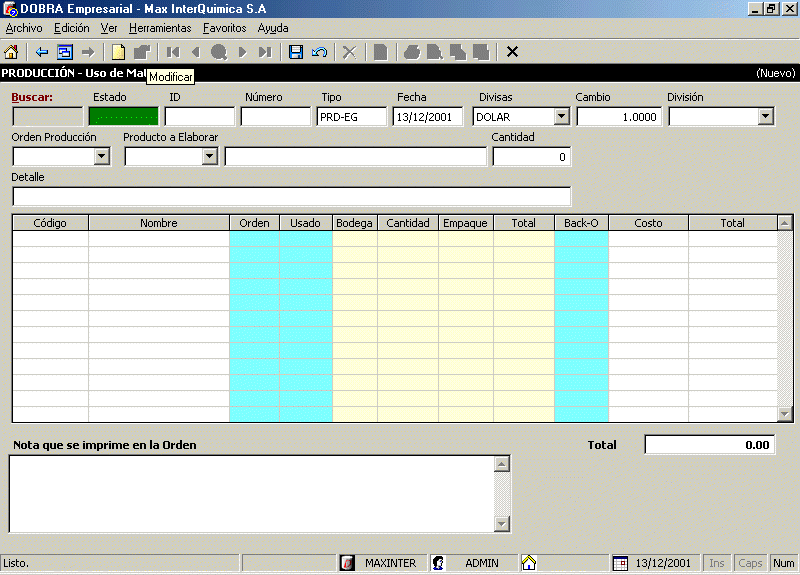 DOBRA Empresarial - Max InterQuimica S.A
Archivo Edición Ver Herramientas Favoritos Ayuda
PRODUCCIÓN - Uso de Mat (Nuevo)
Modificar
Buscar: Estado ID Número Tipo Fecha Divisas Cambio División
PRD-EG 13/12/2001 DOLAR 1.0000
Orden Producción Producto a Elaborar Cantidad
0
Detalle
Código Nombre Orden Usado Bodega Cantidad Empaque Total Back-O Costo Total
Nota que se imprime en la Orden Total 0.00
Listo. MAXINTER ADMIN 13/12/2001 Ins Caps Num